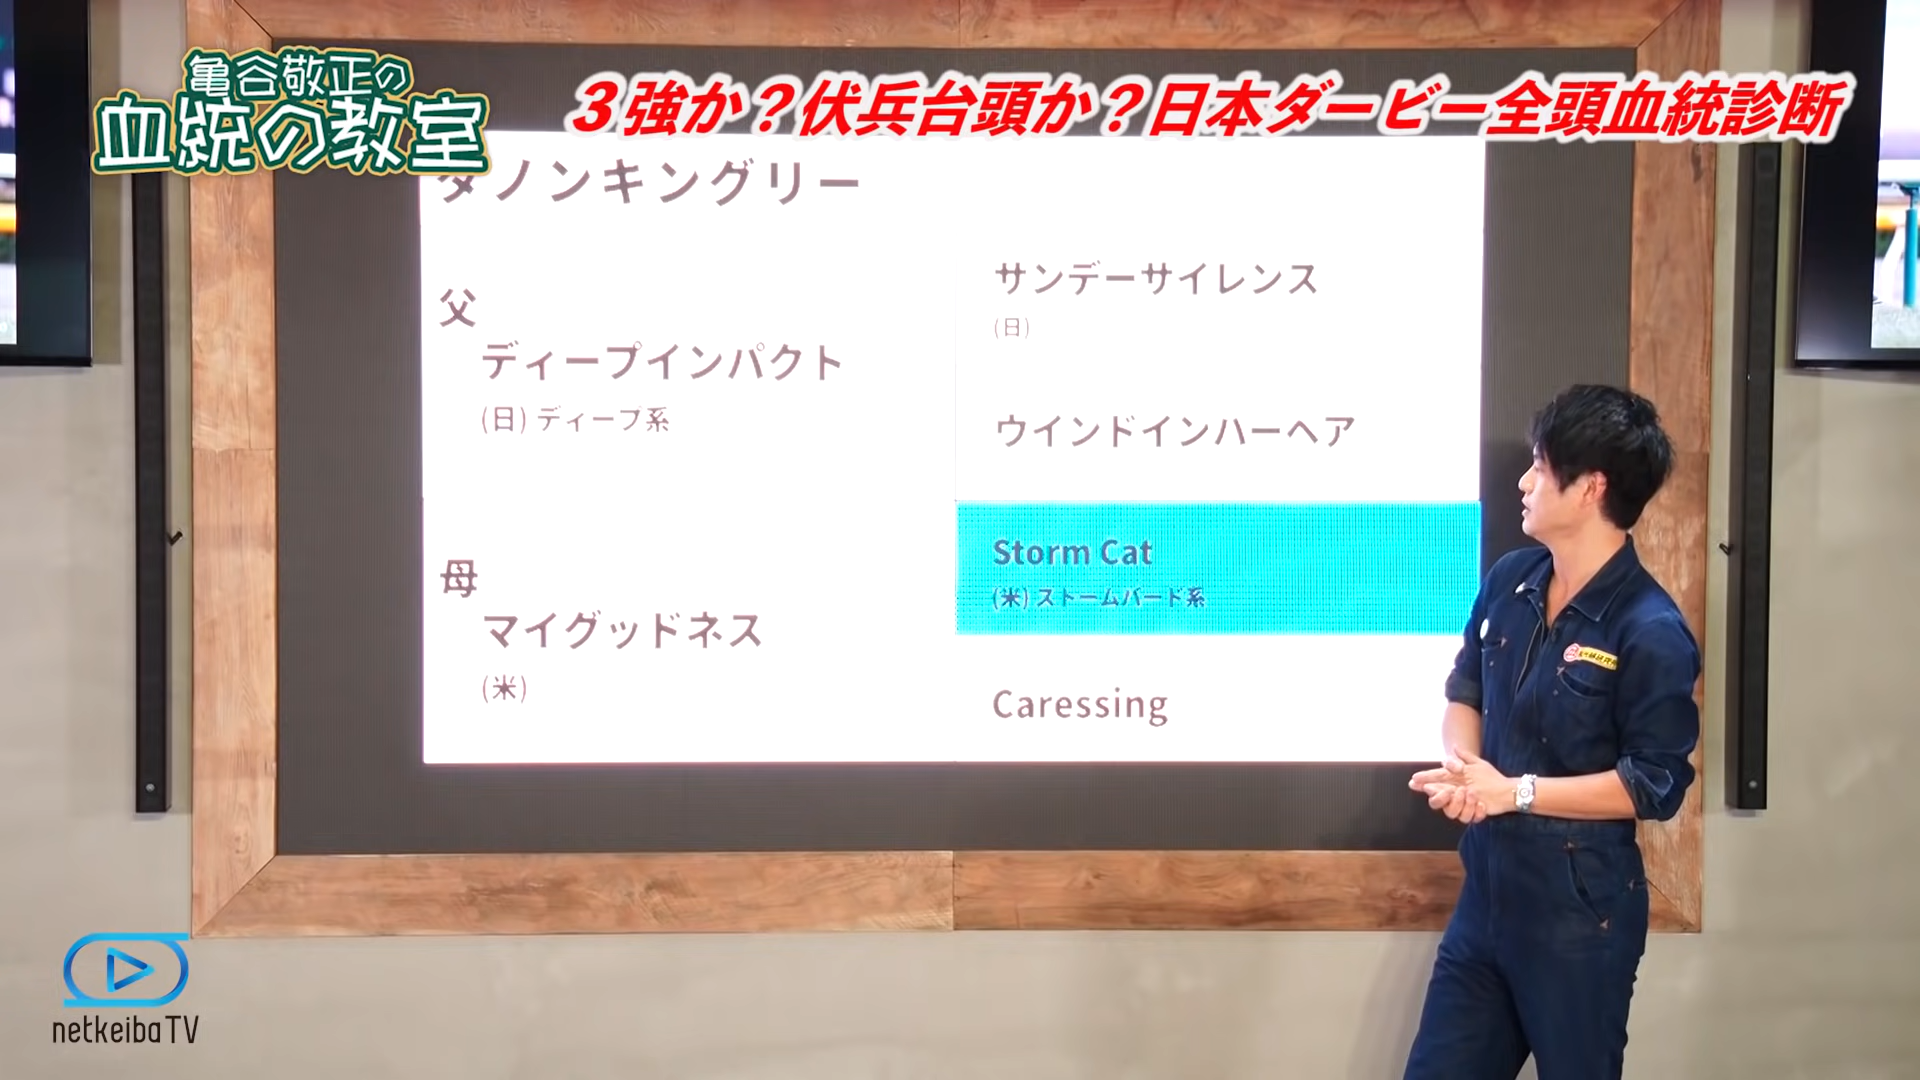 亀谷敬正の
血統の教室
3強か?伏兵台頭か?日本ダービー全頭血統診断
ダノンキングリー
父
ディープインパクト
(日) ディープ系
母
マイグッドネス
(米)
サンデーサイレンス
(日)
ウインドインハーヘア
Storm Cat
(米) ストームバード系
Caressing
netkeibaTV